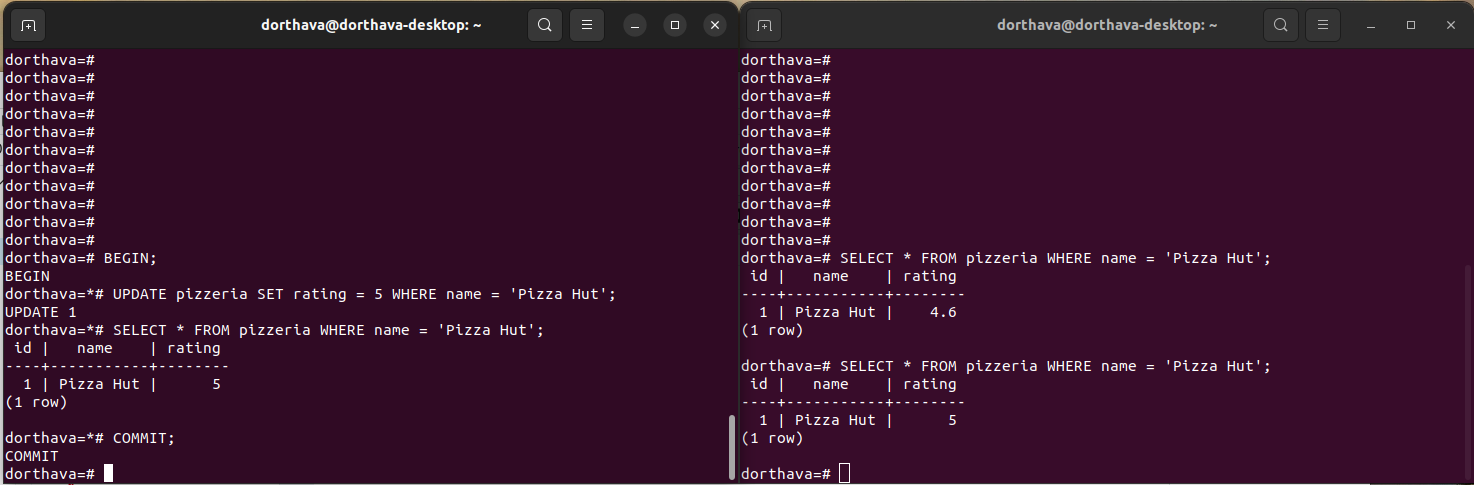 dorthava@dorthava-desktop: ~
dorthava=#
dorthava=#
dorthava=#
dorthava=#
dorthava=#
dorthava=#
dorthava=#
dorthava=#
dorthava=#
dorthava=#
dorthava=#
dorthava=# BEGIN;
BEGIN
dorthava=*# UPDATE pizzeria SET rating = 5 WHERE name = 'Pizza Hut';
UPDATE 1
dorthava=*# SELECT * FROM pizzeria WHERE name = 'Pizza Hut';
 id |   name    | rating
----+-----------+--------
  1 | Pizza Hut |      5
(1 row)
dorthava=*# COMMIT;
COMMIT
dorthava=#
dorthava@dorthava-desktop: ~
dorthava=#
dorthava=#
dorthava=#
dorthava=#
dorthava=#
dorthava=#
dorthava=#
dorthava=#
dorthava=#
dorthava=#
dorthava=#
dorthava=# SELECT * FROM pizzeria WHERE name = 'Pizza Hut';
 id |   name    | rating
----+-----------+--------
  1 | Pizza Hut |    4.6
(1 row)
dorthava=# SELECT * FROM pizzeria WHERE name = 'Pizza Hut';
 id |   name    | rating
----+-----------+--------
  1 | Pizza Hut |      5
(1 row)
dorthava=#